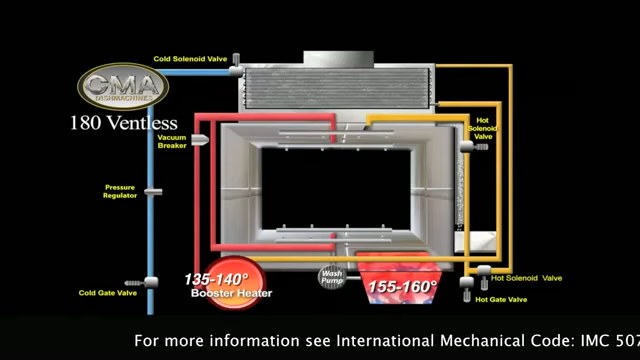 Cold Solenoid Valve
CMA
DISHMACHINES
180 Ventless
Hot
Solenoid
Valve
Vacuum
Breaker
Pressure
Regulator
135-140°
Booster Heater
Wash
Pump
155-160°
Hot Solenoid Valve
Cold Gate Valve
Hot Gate Valve
For more information see International Mechanical Code: IMC 507